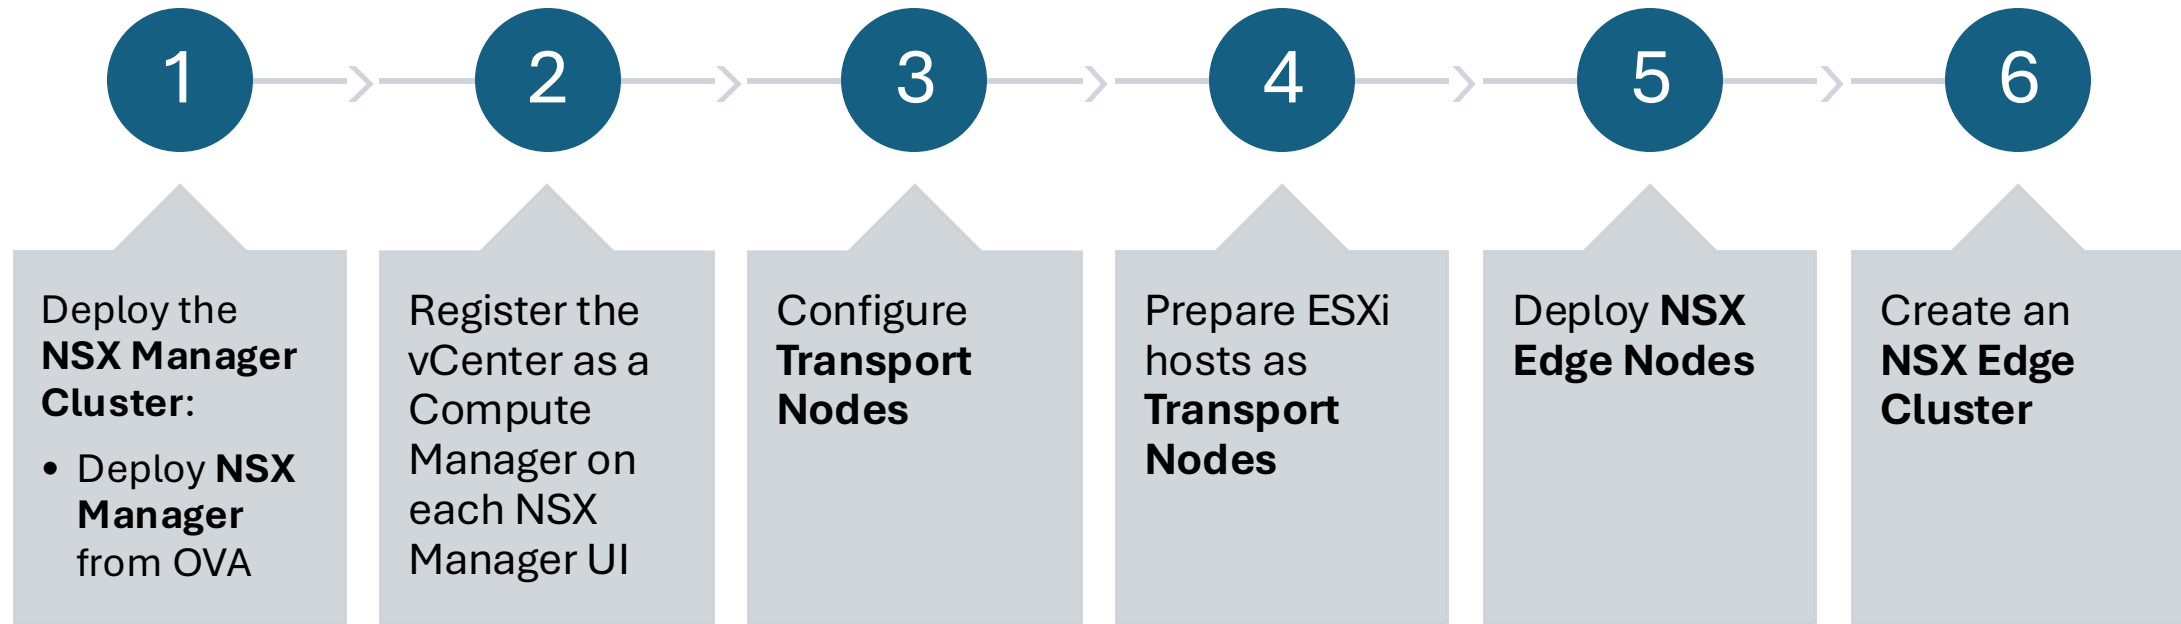 1
2
3
4
5
6
Deploy the
NSX Manager
Cluster:
• Deploy NSX
Manager
from OVA
Register the
vCenter as a
Compute
Manager on
each NSX
Manager UI
Configure
Transport
Nodes
Prepare ESXi
hosts as
Transport
Nodes
Deploy NSX
Edge Nodes
Create an
NSX Edge
Cluster